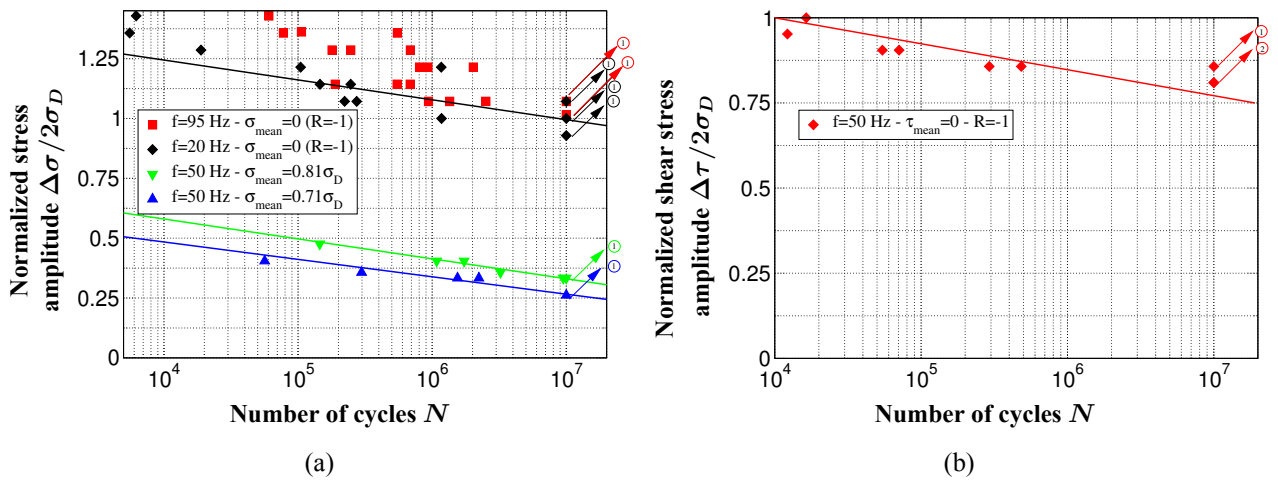 Normalized stress
amplitude Δσ/2σ_D
1.25
1
0.75
0.5
0.25
0
f=95 Hz - σ_mean=0 (R=-1)
f=20 Hz - σ_mean=0 (R=-1)
f=50 Hz - σ_mean=0.81σ_D
f=50 Hz - σ_mean=0.71σ_D
1
1
1
1
1
1
1
10^4
10^5
10^6
10^7
Number of cycles N
(a)
Normalized shear stress
amplitude Δτ/2σ_D
1
0.75
0.5
1
0
f=50 Hz - τ_mean=0 - R=-1
1
2
10^4
10^5
10^6
10^7
Number of cycles N
(b)